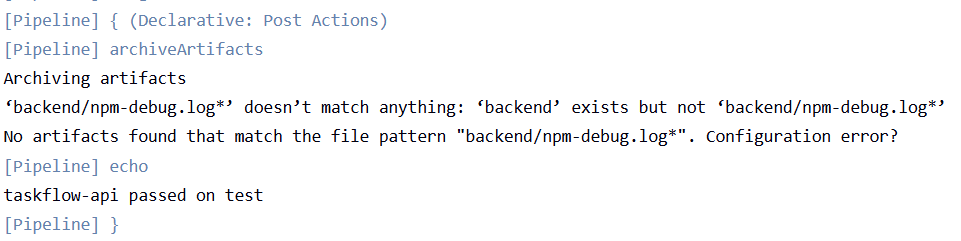 [Pipeline] { (Declarative: Post Actions)
[Pipeline] archiveArtifacts
Archiving artifacts
‘backend/npm-debug.log*’ doesn’t match anything: ‘backend’ exists but not ‘backend/npm-debug.log*’
No artifacts found that match the file pattern "backend/npm-debug.log*". Configuration error?
[Pipeline] echo
taskflow-api passed on test
[Pipeline] }